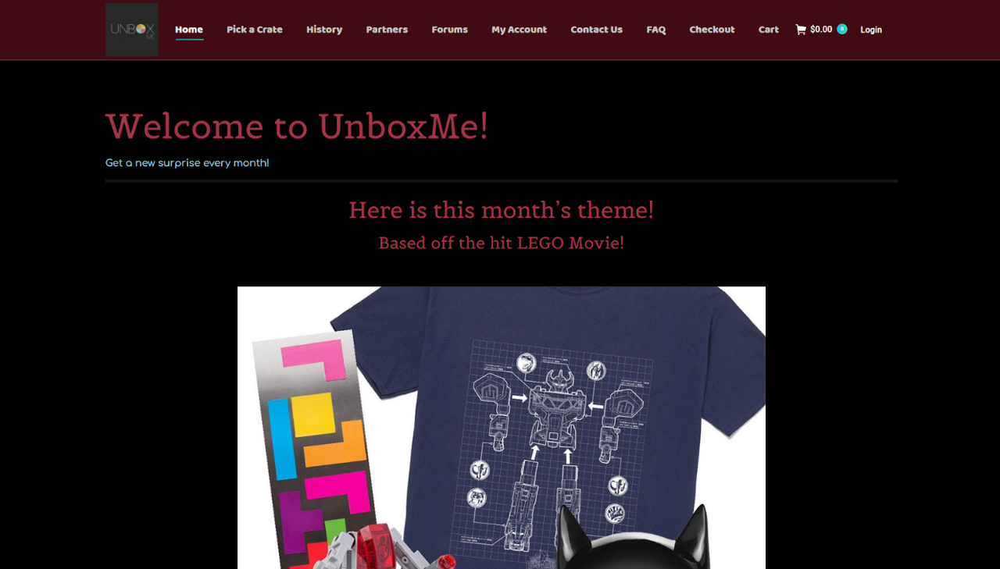 UNBOX
ME
Home
Pick a Crate
History
Partners
Forums
My Account
Contact Us
FAQ
Checkout
Cart
$0.00
0
Login
Welcome to UnboxMe!
Get a new surprise every month!
Here is this month’s theme!
Based off the hit LEGO Movie!